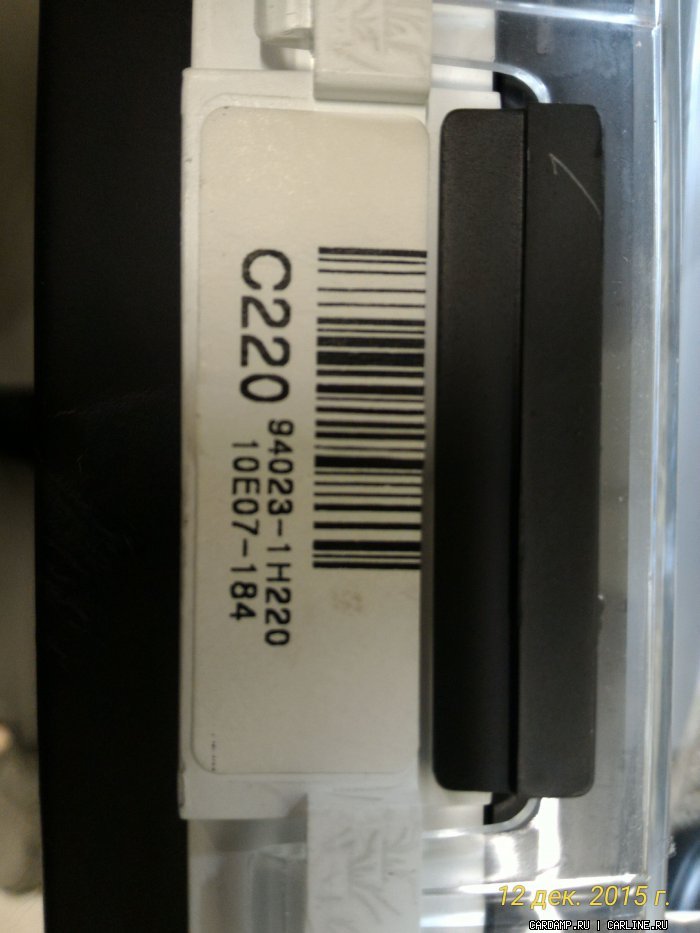 C220 94023-1H220
10E07-184
12 дек. 2015 г.
CARDAMP.RU | CARLINE.RU